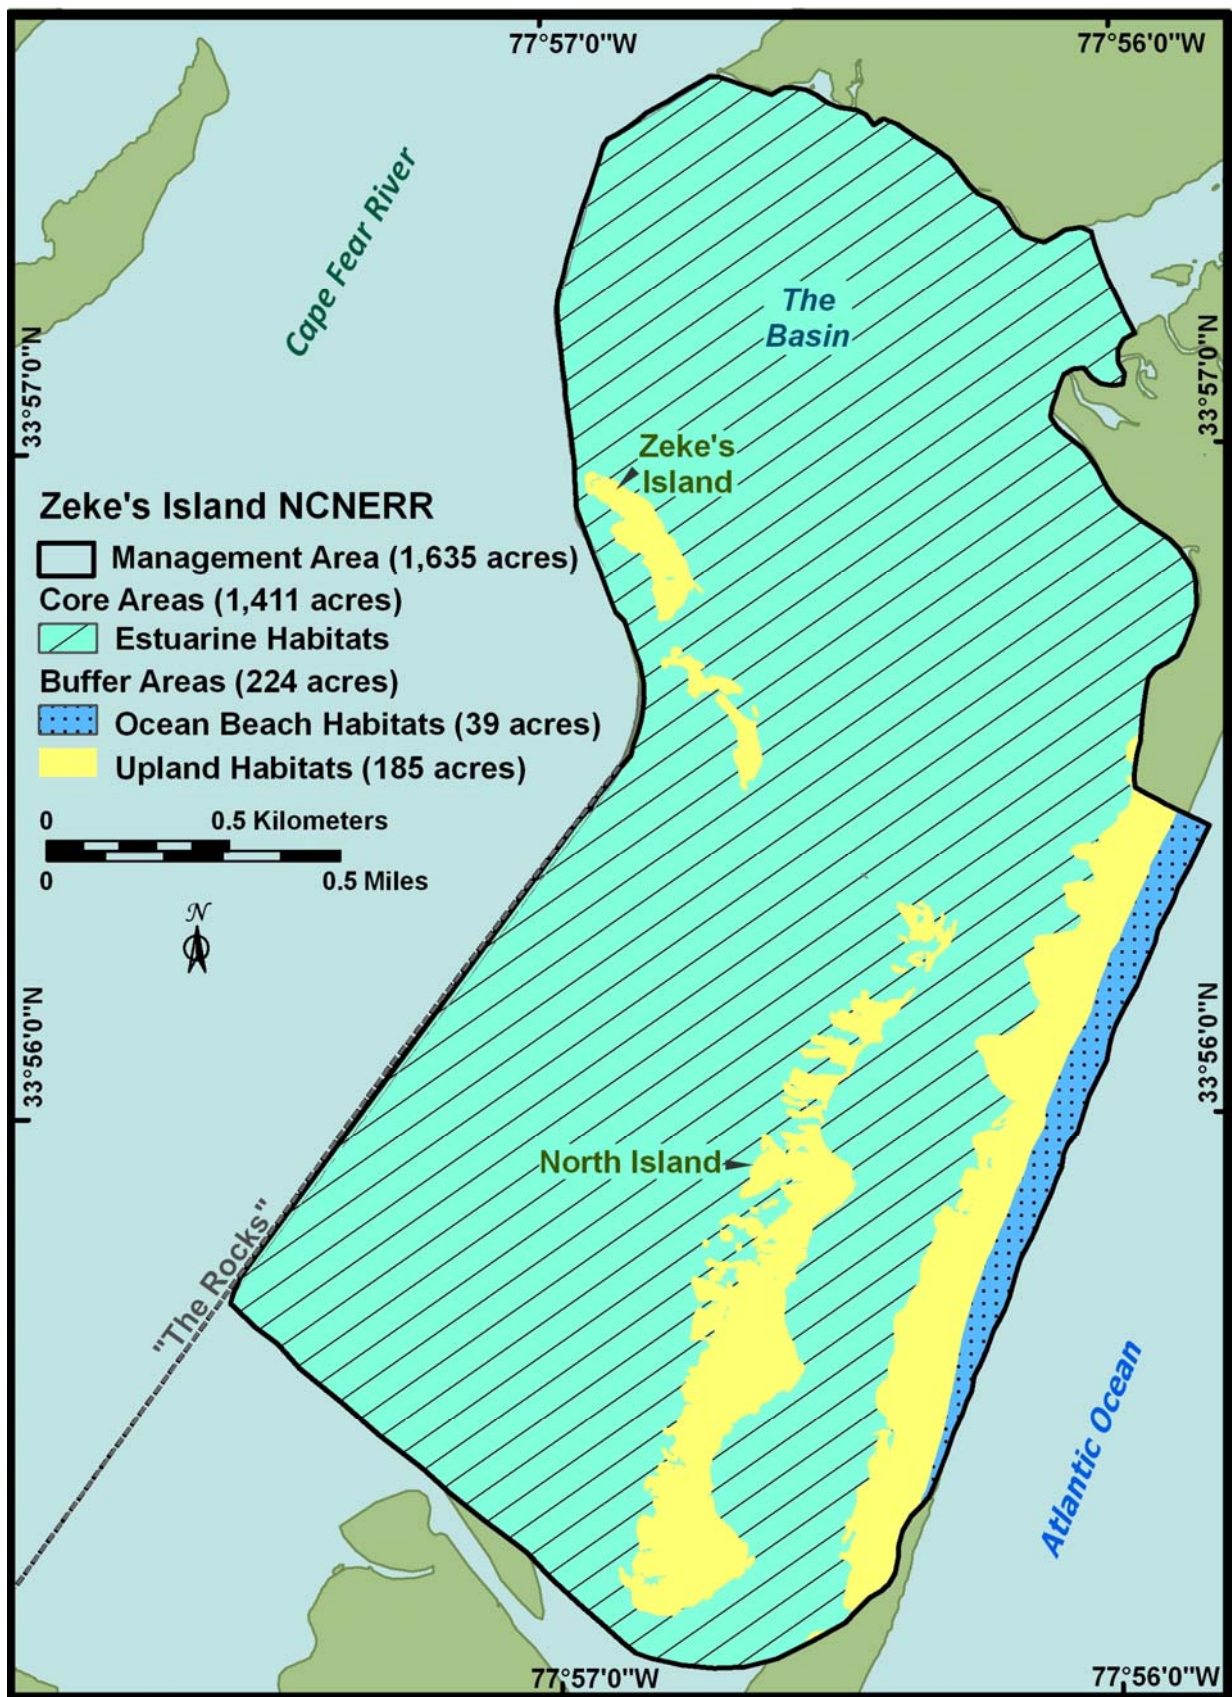 77°57'0"W
77°56'0"W
Cape Fear River
The
Basin
33°57'0"N
33°57'0"N
Zeke's
Island
Zeke's Island NCNERR
Management Area (1,635 acres)
Core Areas (1,411 acres)
Estuarine Habitats
Buffer Areas (224 acres)
Ocean Beach Habitats (39 acres)
Upland Habitats (185 acres)
0 0.5 Kilometers
0 0.5 Miles
N
33°56'0"N
33°56'0"N
North Island
"The Rocks"
Atlantic Ocean
77°57'0"W
77°56'0"W